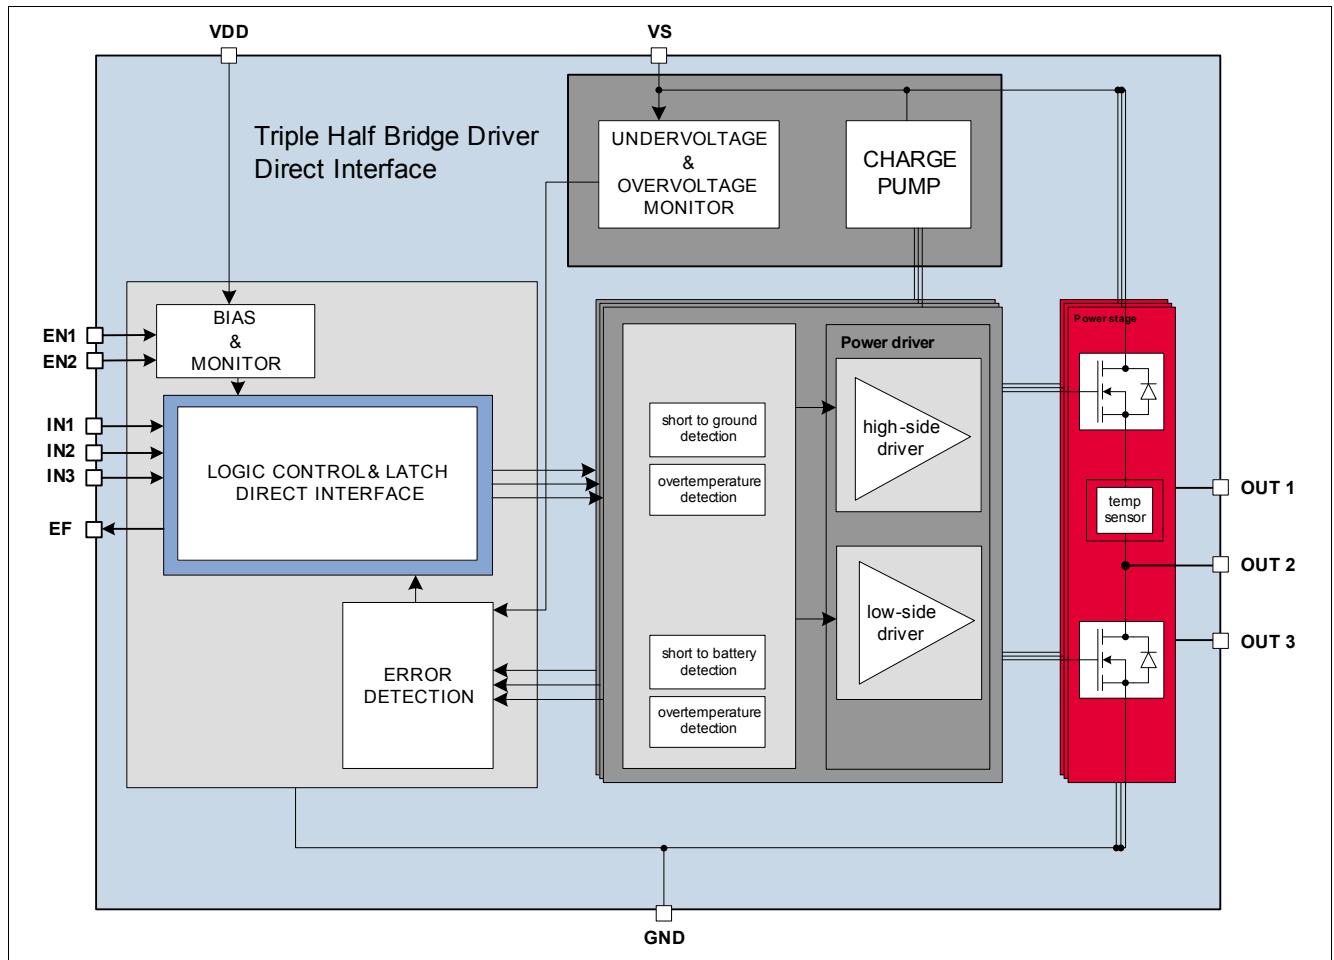 VDD
VS
Triple Half Bridge Driver
Direct Interface
UNDERVOLTAGE
&
OVERVOLTAGE
MONITOR
CHARGE
PUMP
BIAS
&
MONITOR
EN1
EN2
IN1
IN2
IN3
EF
LOGIC CONTROL & LATCH
DIRECT INTERFACE
ERROR
DETECTION
short to ground
detection
overtemperature
detection
short to battery
detection
overtemperature
detection
Power driver
high-side
driver
low-side
driver
Power stage
temp
sensor
OUT 1
OUT 2
OUT 3
GND